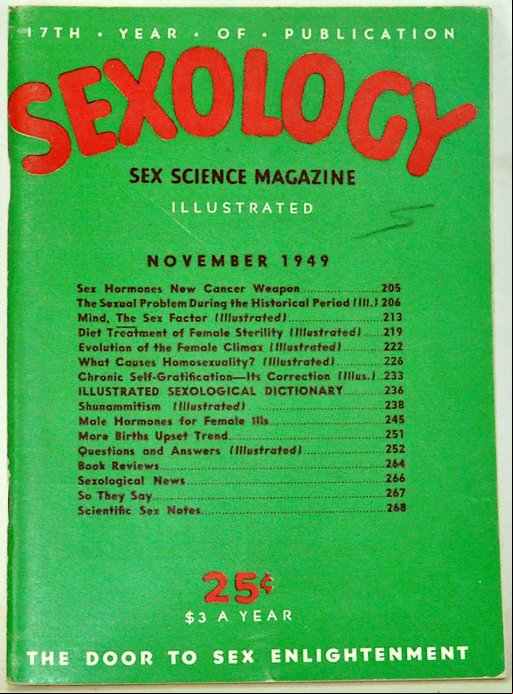 17TH • YEAR • OF • PUBLICATION
SEXOLOGY
SEX SCIENCE MAGAZINE
ILLUSTRATED
NOVEMBER 1949
Sex Hormones New Cancer Weapon.....205
The Sexual Problem During the Historical Period (Ill.) 206
Mind, The Sex Factor (Illustrated).....213
Diet Treatment of Female Sterility (Illustrated).....219
Evolution of the Female Climax (Illustrated).....222
What Causes Homosexuality? (Illustrated).....226
Chronic Self-Gratification—Its Correction (Illus.)..233
ILLUSTRATED SEXOLOGICAL DICTIONARY.....236
Shunammitism (Illustrated).....238
Male Hormones for Female Ills.....245
More Births Upset Trend.....251
Questions and Answers (Illustrated).....252
Book Reviews.....264
Sexological News.....266
So They Say.....267
Scientific Sex Notes.....268
25¢
$3 A YEAR
THE DOOR TO SEX ENLIGHTENMENT